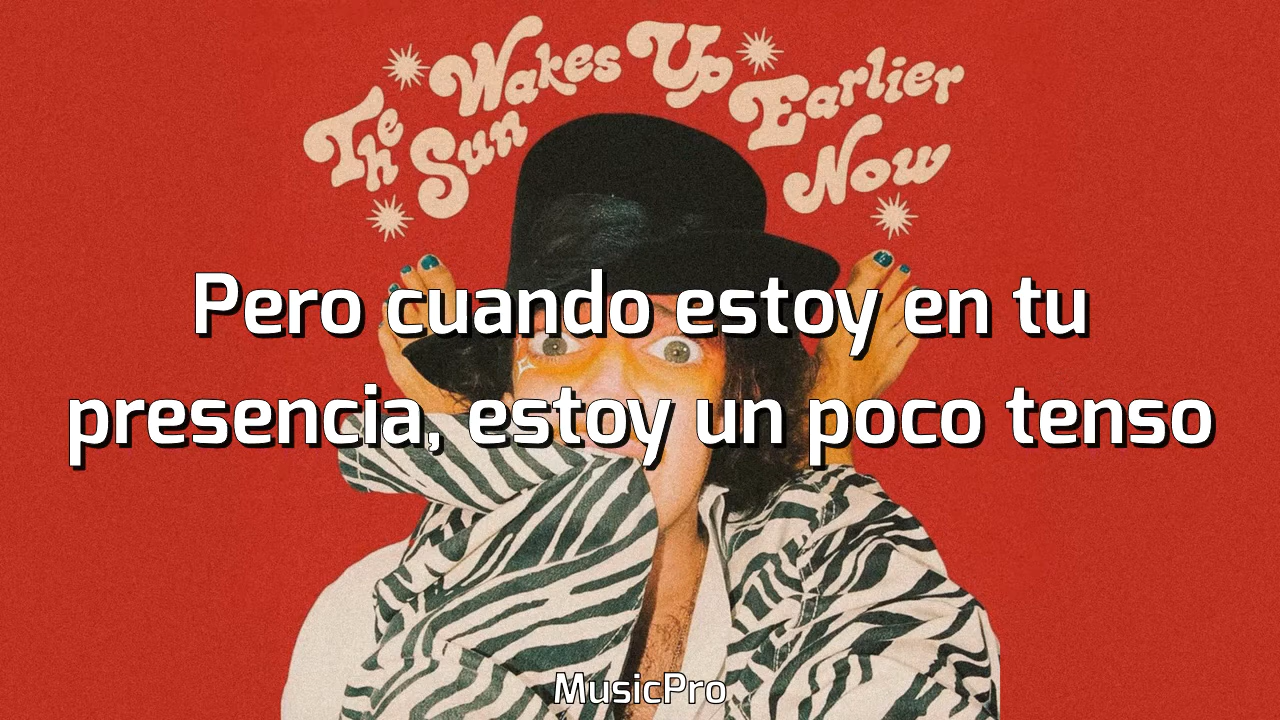 The Sun Wakes Up Earlier Now
Pero cuando estoy en tu
presencia, estoy un poco tenso
MusicPro